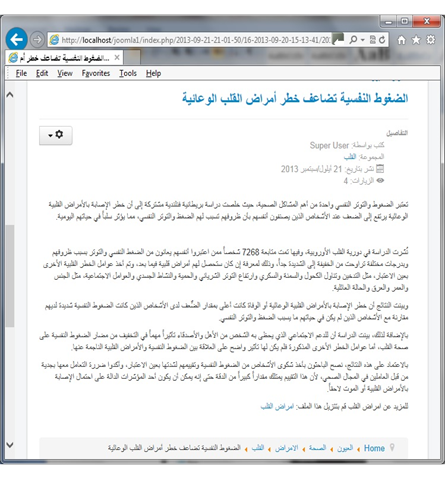 http://localhost/joomla1/index.php/2013-09-21-21-01-50/16-2013-09-20-15-13-41/20
الضغوط النفسية تضاعف خطر أم...
File Edit View Favorites Tools Help
الضغوط النفسية تضاعف خطر أمراض القلب الوعائية
التفاصيل
كتب بواسطة: Super User
المجموعة: القلب
نشر بتاريخ: 21 أيلول/سبتمبر 2013
الزيارات: 4
تعتبر الضغوط والتوتر النفسي واحدة من أهم المشاكل الصحية، حيث خلصت دراسة بريطانية فنلندية مشتركة إلى أن خطر الإصابة بالأمراض القلبية
الوعائية يرتفع إلى الضعف عند الأشخاص الذين يصنفون أنفسهم بأن ظروفهم تسبب لهم الضغط والتوتر النفسي، مما يؤثر سلباً في حياتهم اليومية.
نُشرت الدراسة في دورية القلب الأوروبية، وفيها تمت متابعة 7268 شخصاً ممن اعتبروا أنفسهم يعانون من الضغط النفسي والتوتر بسبب ظروفهم
وبدرجات مختلفة تراوحت من الخفيفة إلى الشديدة جداً، وذلك لمعرفة إن كان ستحصل لهم أمراض قلبية فيما بعد، وتم أخذ عوامل الخطر القلبية الأخرى
بعين الاعتبار، مثل التدخين وتناول الكحول والسمنة والسكري وارتفاع التوتر الشرياني والحمية والنشاط الجسدي والعوامل الاجتماعية، مثل الجنس
والعمر والعرق والحالة العائلية.
وبينت النتائج أن خطر الإصابة بالأمراض القلبية الوعائية أو الوفاة كانت أعلى بمقدار الضِّعف لدى الأشخاص الذين كانت الضغوط النفسية شديدة لديهم
مقارنة مع الأشخاص الذين لم يكن في حياتهم ما يسبب الضغط والتوتر النفسي.
بالإضافة لذلك، بينت الدراسة أن للدعم الاجتماعي الذي يحظى به الشخص من الأهل والأصدقاء تأثيراً مهماً في التخفيف من مضار الضغوط النفسية على
صحة القلب، أما عوامل الخطر الأخرى المذكورة فلم يكن لها تأثير واضح على العلاقة بين الضغوط النفسية والأمراض القلبية الناجمة عنها.
بالاعتماد على هذه النتائج، نصح الباحثون بأخذ شكوى الأشخاص من الضغوط النفسية وتقييمهم لشدتها بعين الاعتبار، وأكدوا ضرورة التعامل معها بجدية
من قبل العاملين في المجال الصحي، لأن هذا التقييم يمتلك مقداراً كبيراً من الدقة حتى إنه يمكن أن يكون أحد المؤشرات الدالة على احتمال الإصابة
بالأمراض القلبية أو الموت لاحقاً.
للمزيد عن امراض القلب قم بتنزيل هذا الملف: امراض القلب
Home العيون الصحة الامراض القلب الضغوط النفسية تضاعف خطر أمراض القلب الوعائية